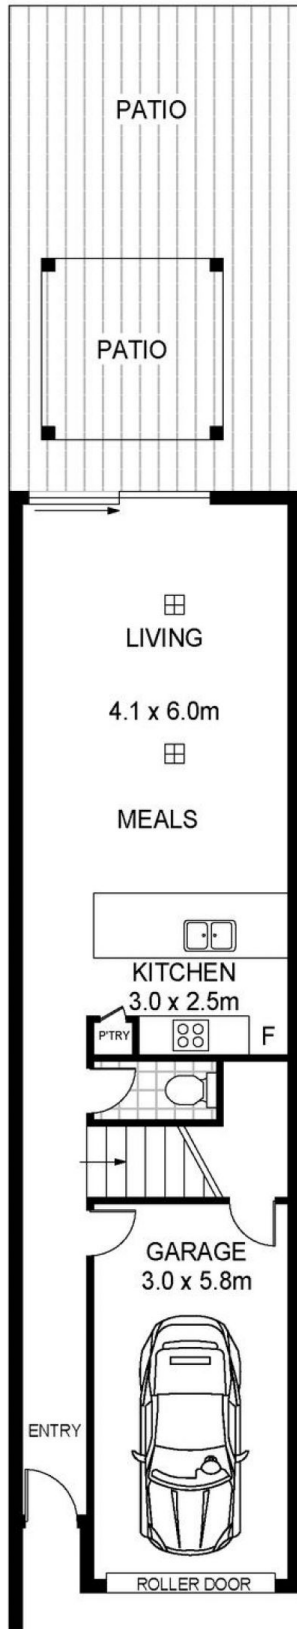 PATIO
PATIO
LIVING
4.1 x 6.0m
MEALS
KITCHEN
3.0 x 2.5m
P'TRY
F
GARAGE
3.0 x 5.8m
ENTRY
ROLLER DOOR